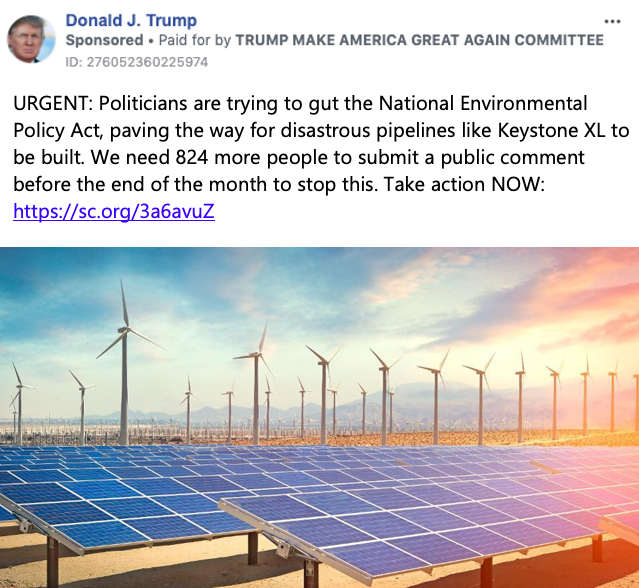 Donald J. Trump
Sponsored • Paid for by TRUMP MAKE AMERICA GREAT AGAIN COMMITTEE
ID: 276052360225974
URGENT: Politicians are trying to gut the National Environmental
Policy Act, paving the way for disastrous pipelines like Keystone XL to
be built. We need 824 more people to submit a public comment
before the end of the month to stop this. Take action NOW:
https://sc.org/3a6avuZ